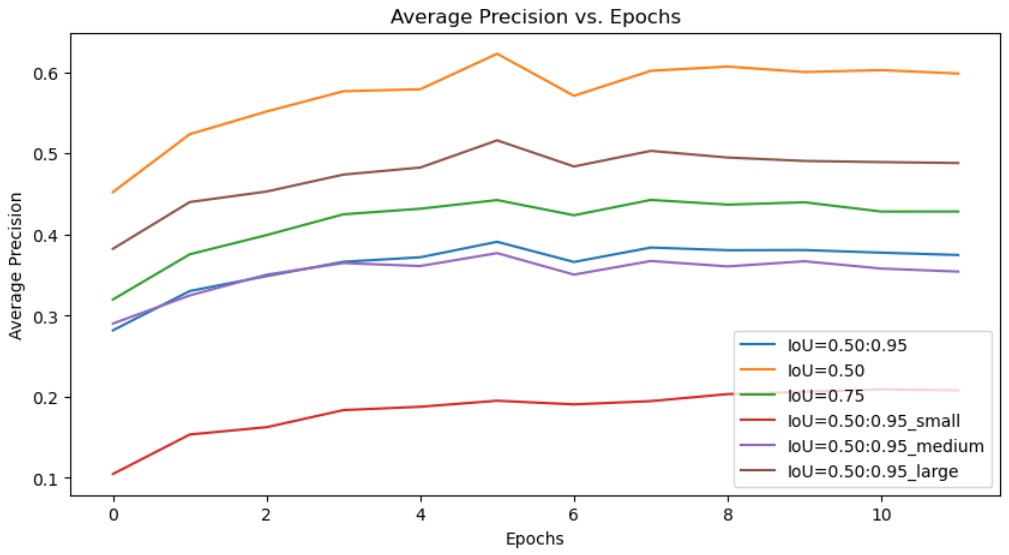 Average Precision vs. Epochs
Average Precision
0.6
0.5
0.4
0.3
0.2
0.1
IoU=0.50:0.95
IoU=0.50
IoU=0.75
IoU=0.50:0.95_small
IoU=0.50:0.95_medium
IoU=0.50:0.95_large
0 2 4 6 8 10
Epochs